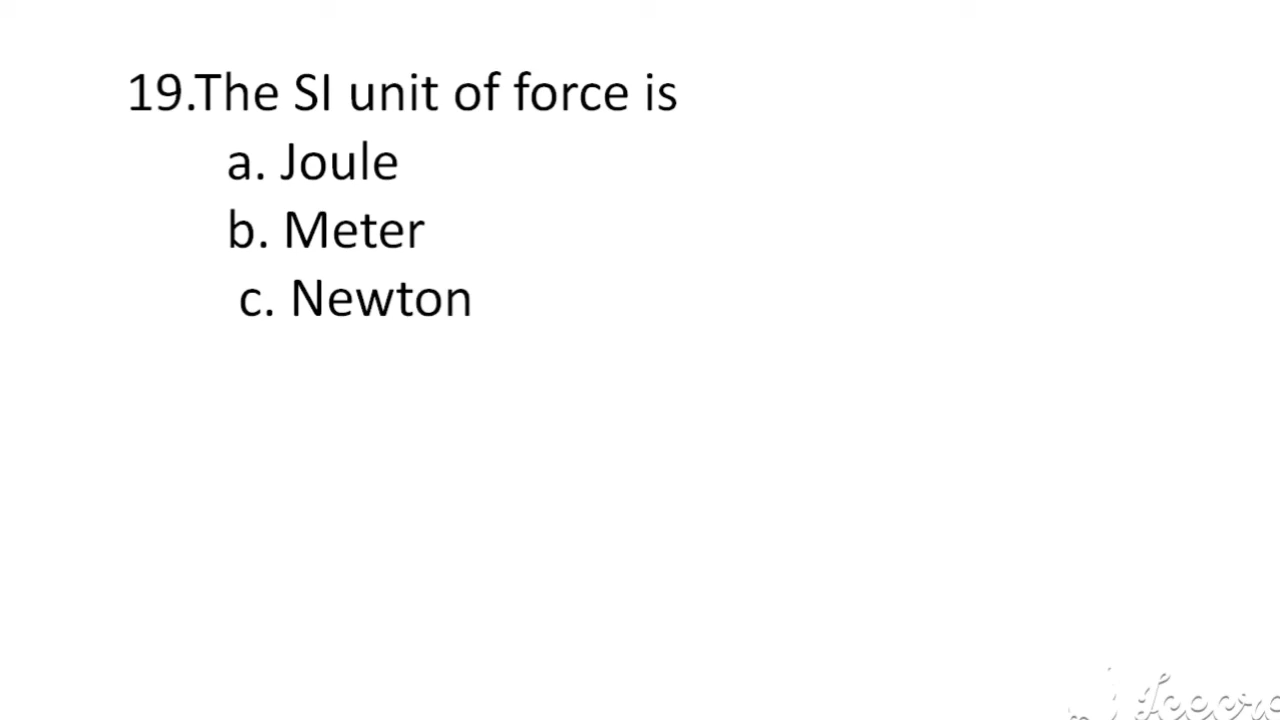 19.The SI unit of force is
a. Joule
b. Meter
c. Newton